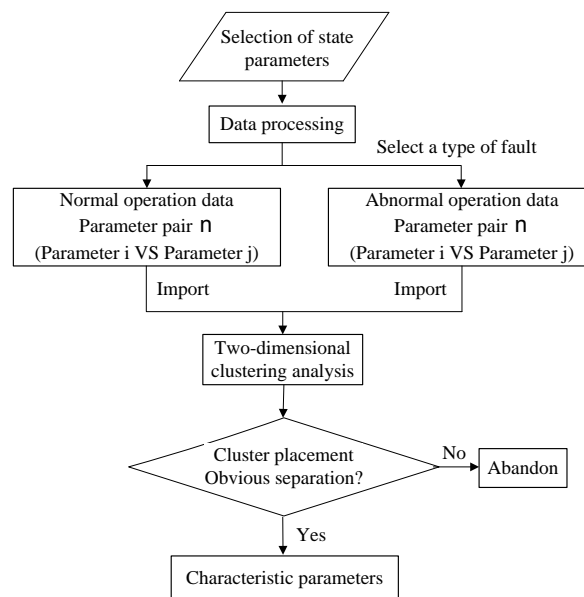 Selection of state
parameters
Data processing
Select a type of fault
Normal operation data
Parameter pair n
(Parameter i VS Parameter j)
Abnormal operation data
Parameter pair n
(Parameter i VS Parameter j)
Import
Import
Two-dimensional
clustering analysis
Cluster placement
Obvious separation?
No
Abandon
Yes
Characteristic parameters